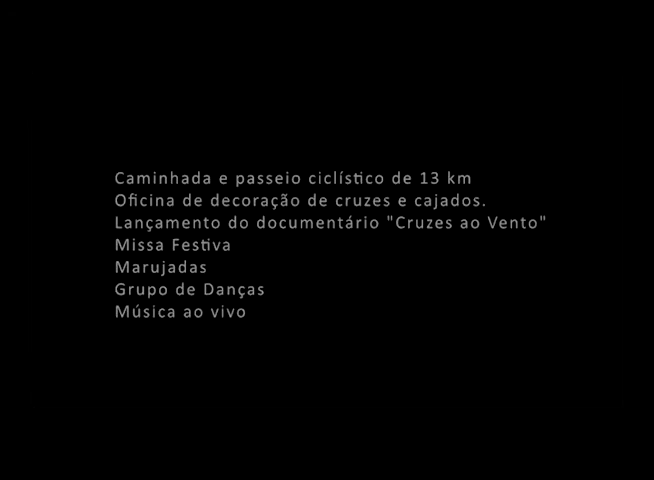 Caminhada e passeio ciclístico de 13 km
Oficina de decoração de cruzes e cajados.
Lançamento do documentário "Cruzes ao Vento"
Missa Festiva
Marujadas
Grupo de Danças
Música ao vivo